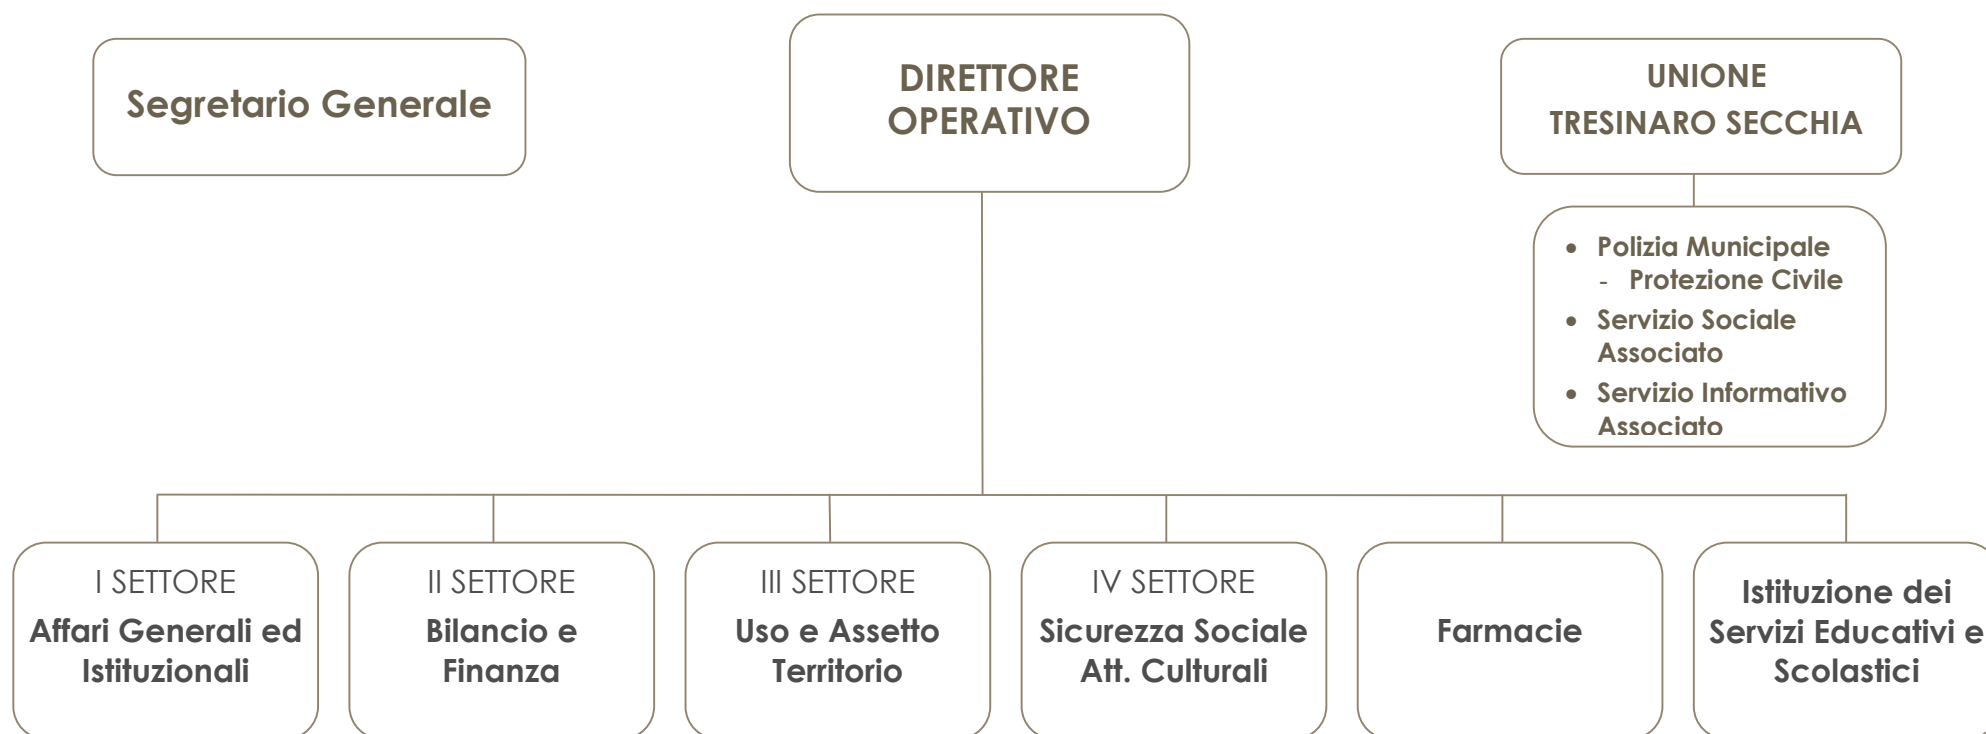 Segretario Generale
DIRETTORE
OPERATIVO
UNIONE
TRESINARO SECCHIA
• Polizia Municipale
- Protezione Civile
• Servizio Sociale
Associato
• Servizio Informativo
Associato
I SETTORE
Affari Generali ed
Istituzionali
II SETTORE
Bilancio e
Finanza
III SETTORE
Uso e Assetto
Territorio
IV SETTORE
Sicurezza Sociale
Att. Culturali
Farmacie
Istituzione dei
Servizi Educativi e
Scolastici